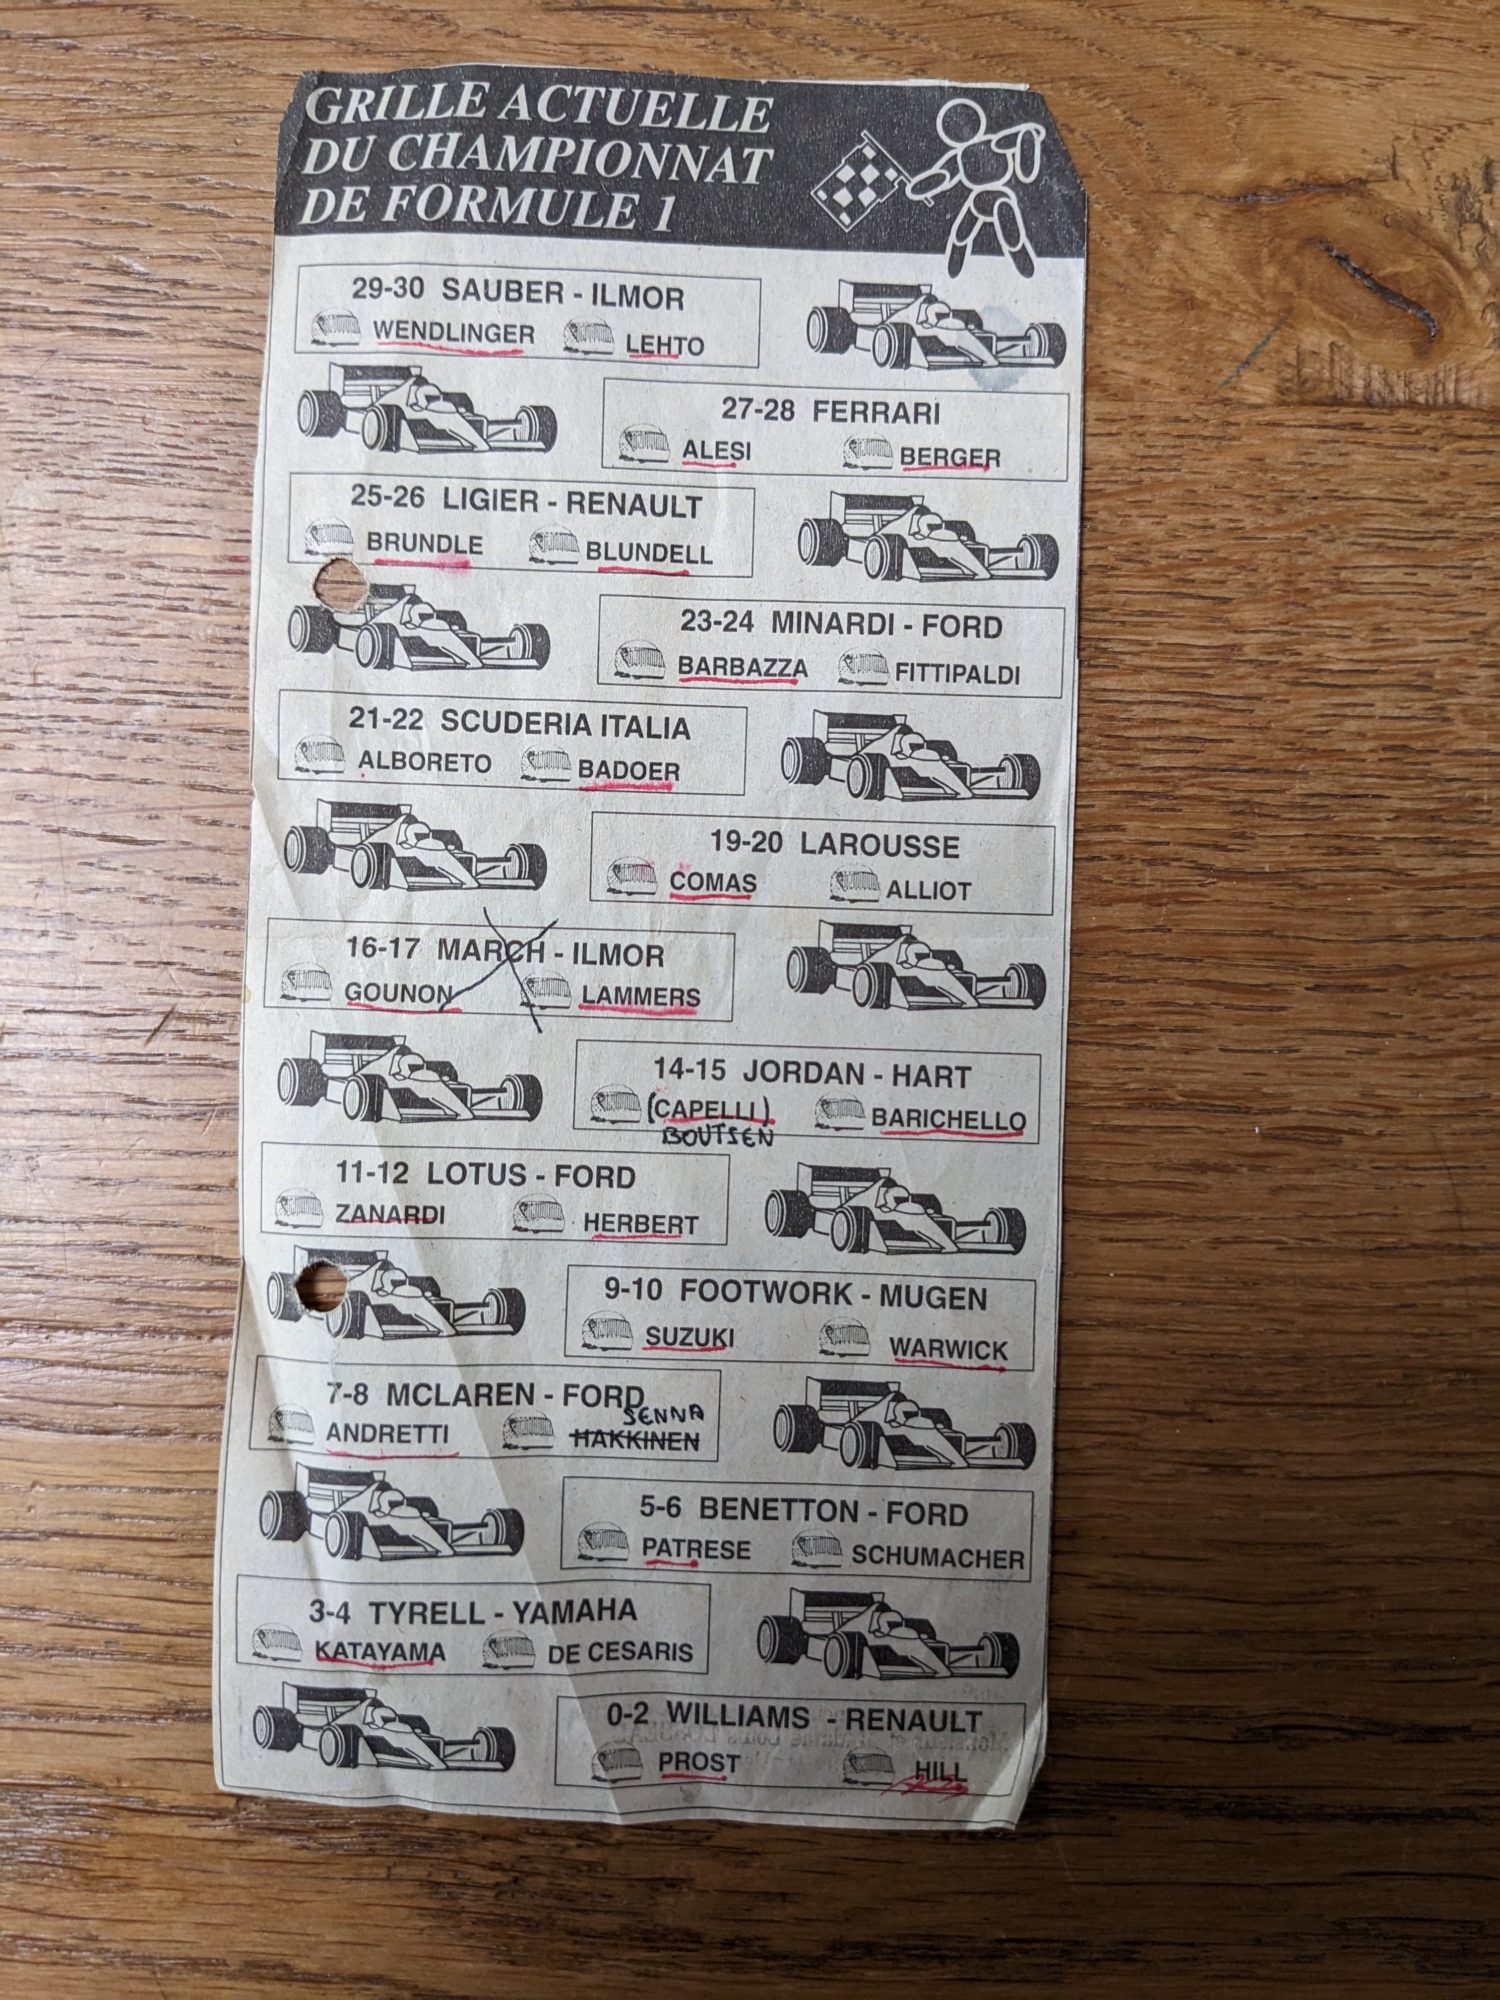 GRILLE ACTUELLE
DU CHAMPIONNAT
DE FORMULE 1
29-30 SAUBER - ILMOR
WENDLINGER LEHTO
27-28 FERRARI
ALESI BERGER
25-26 LIGIER - RENAULT
BRUNDLE BLUNDELL
23-24 MINARDI - FORD
BARBAZZA FITTIPALDI
21-22 SCUDERIA ITALIA
ALBORETO BADOER
19-20 LAROUSSE
COMAS ALLIOT
16-17 MARCH - ILMOR
GOUNON LAMMERS
14-15 JORDAN - HART
(CAPELLI) BARICHELLO
BOUTSEN
11-12 LOTUS - FORD
ZANARDI HERBERT
9-10 FOOTWORK - MUGEN
SUZUKI WARWICK
7-8 MCLAREN - FORD
SENNA
ANDRETTI HAKKINEN
5-6 BENETTON - FORD
PATRESE SCHUMACHER
3-4 TYRELL - YAMAHA
KATAYAMA DE CESARIS
0-2 WILLIAMS - RENAULT
PROST HILL